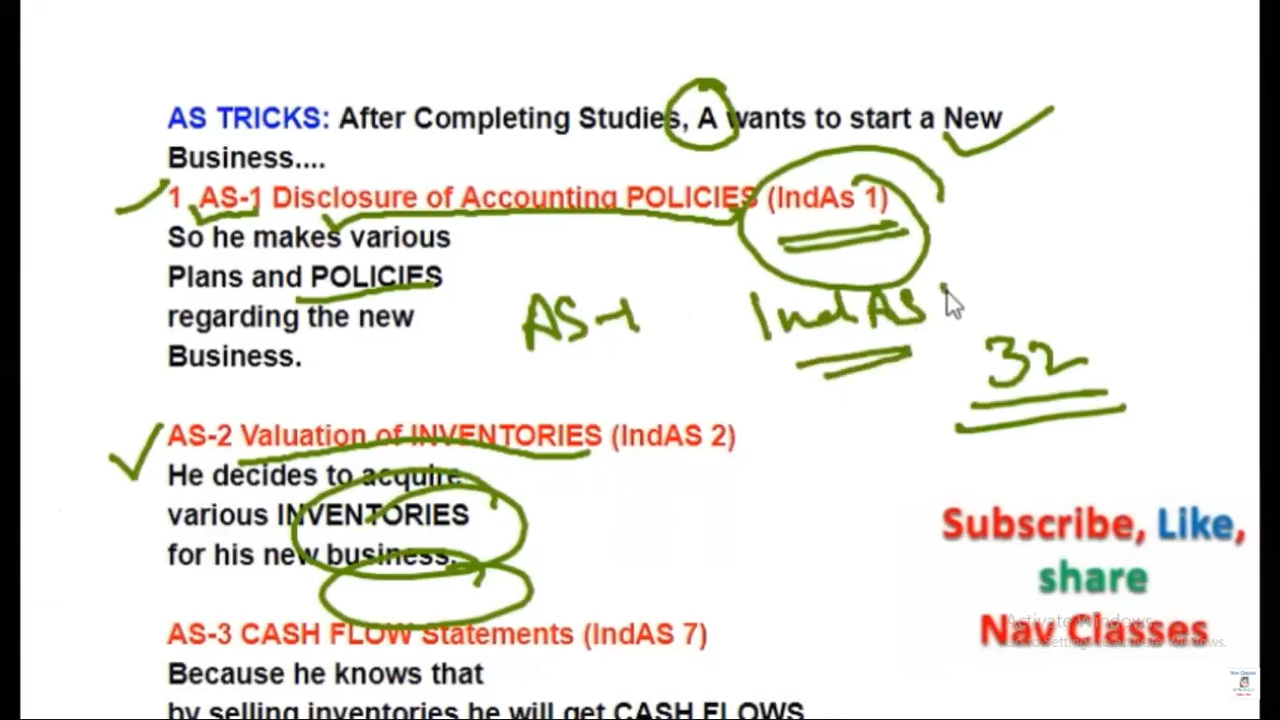 AS TRICKS: After Completing Studies, A wants to start a New
Business....
1 AS-1 Disclosure of Accounting POLICIES (IndAs 1)
So he makes various
Plans and POLICIES
regarding the new
Business.
AS-1
IndAS
32
AS-2 Valuation of INVENTORIES (IndAS 2)
He decides to acquire
various INVENTORIES
for his new business.
Subscribe, Like,
share
Nav Classes
Activate Windows
AS-3 CASH FLOW Statements (IndAS 7)
Because he knows that
by selling inventories he will get CASH FLOWS